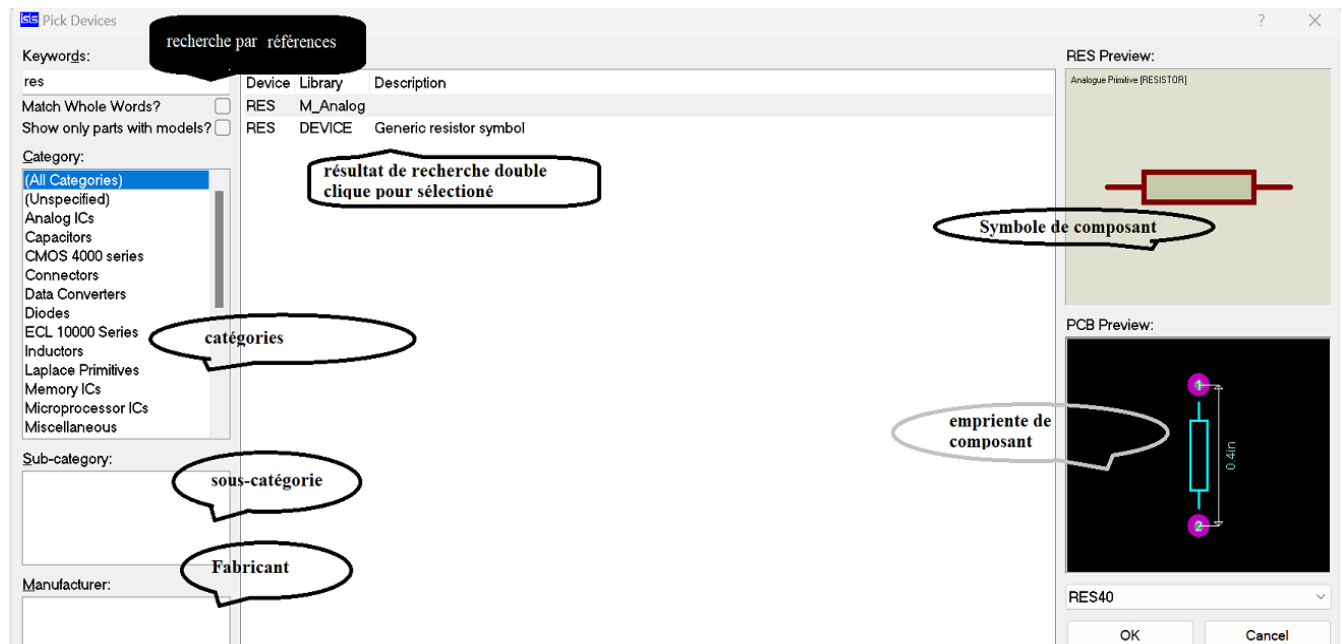 isis Pick Devices
? ×
recherche par références
Keywords:
res
Match Whole Words?
Show only parts with models?
Category:
(All Categories)
(Unspecified)
Analog ICs
Capacitors
CMOS 4000 series
Connectors
Data Converters
Diodes
ECL 10000 Series
Inductors
Laplace Primitives
Memory ICs
Microprocessor ICs
Miscellaneous
catégories
Sub-category:
sous-catégorie
Manufacturer:
Fabricant
Device Library Description
RES M_Analog
RES DEVICE Generic resistor symbol
résultat de recherche double
clique pour sélectioné
RES Preview:
Analogue Primitive [RESISTOR]
Symbole de composant
PCB Preview:
empriente de
composant
1
0.4in
2
RES40
OK Cancel